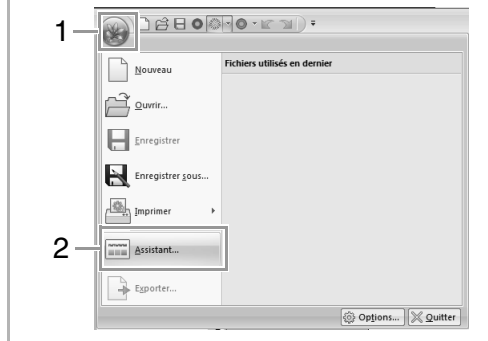 1
Nouveau
Fichiers utilisés en dernier
Ouvrir...
Enregistrer
Enregistrer sous...
Imprimer
2
Assistant...
Exporter...
Options...
Quitter